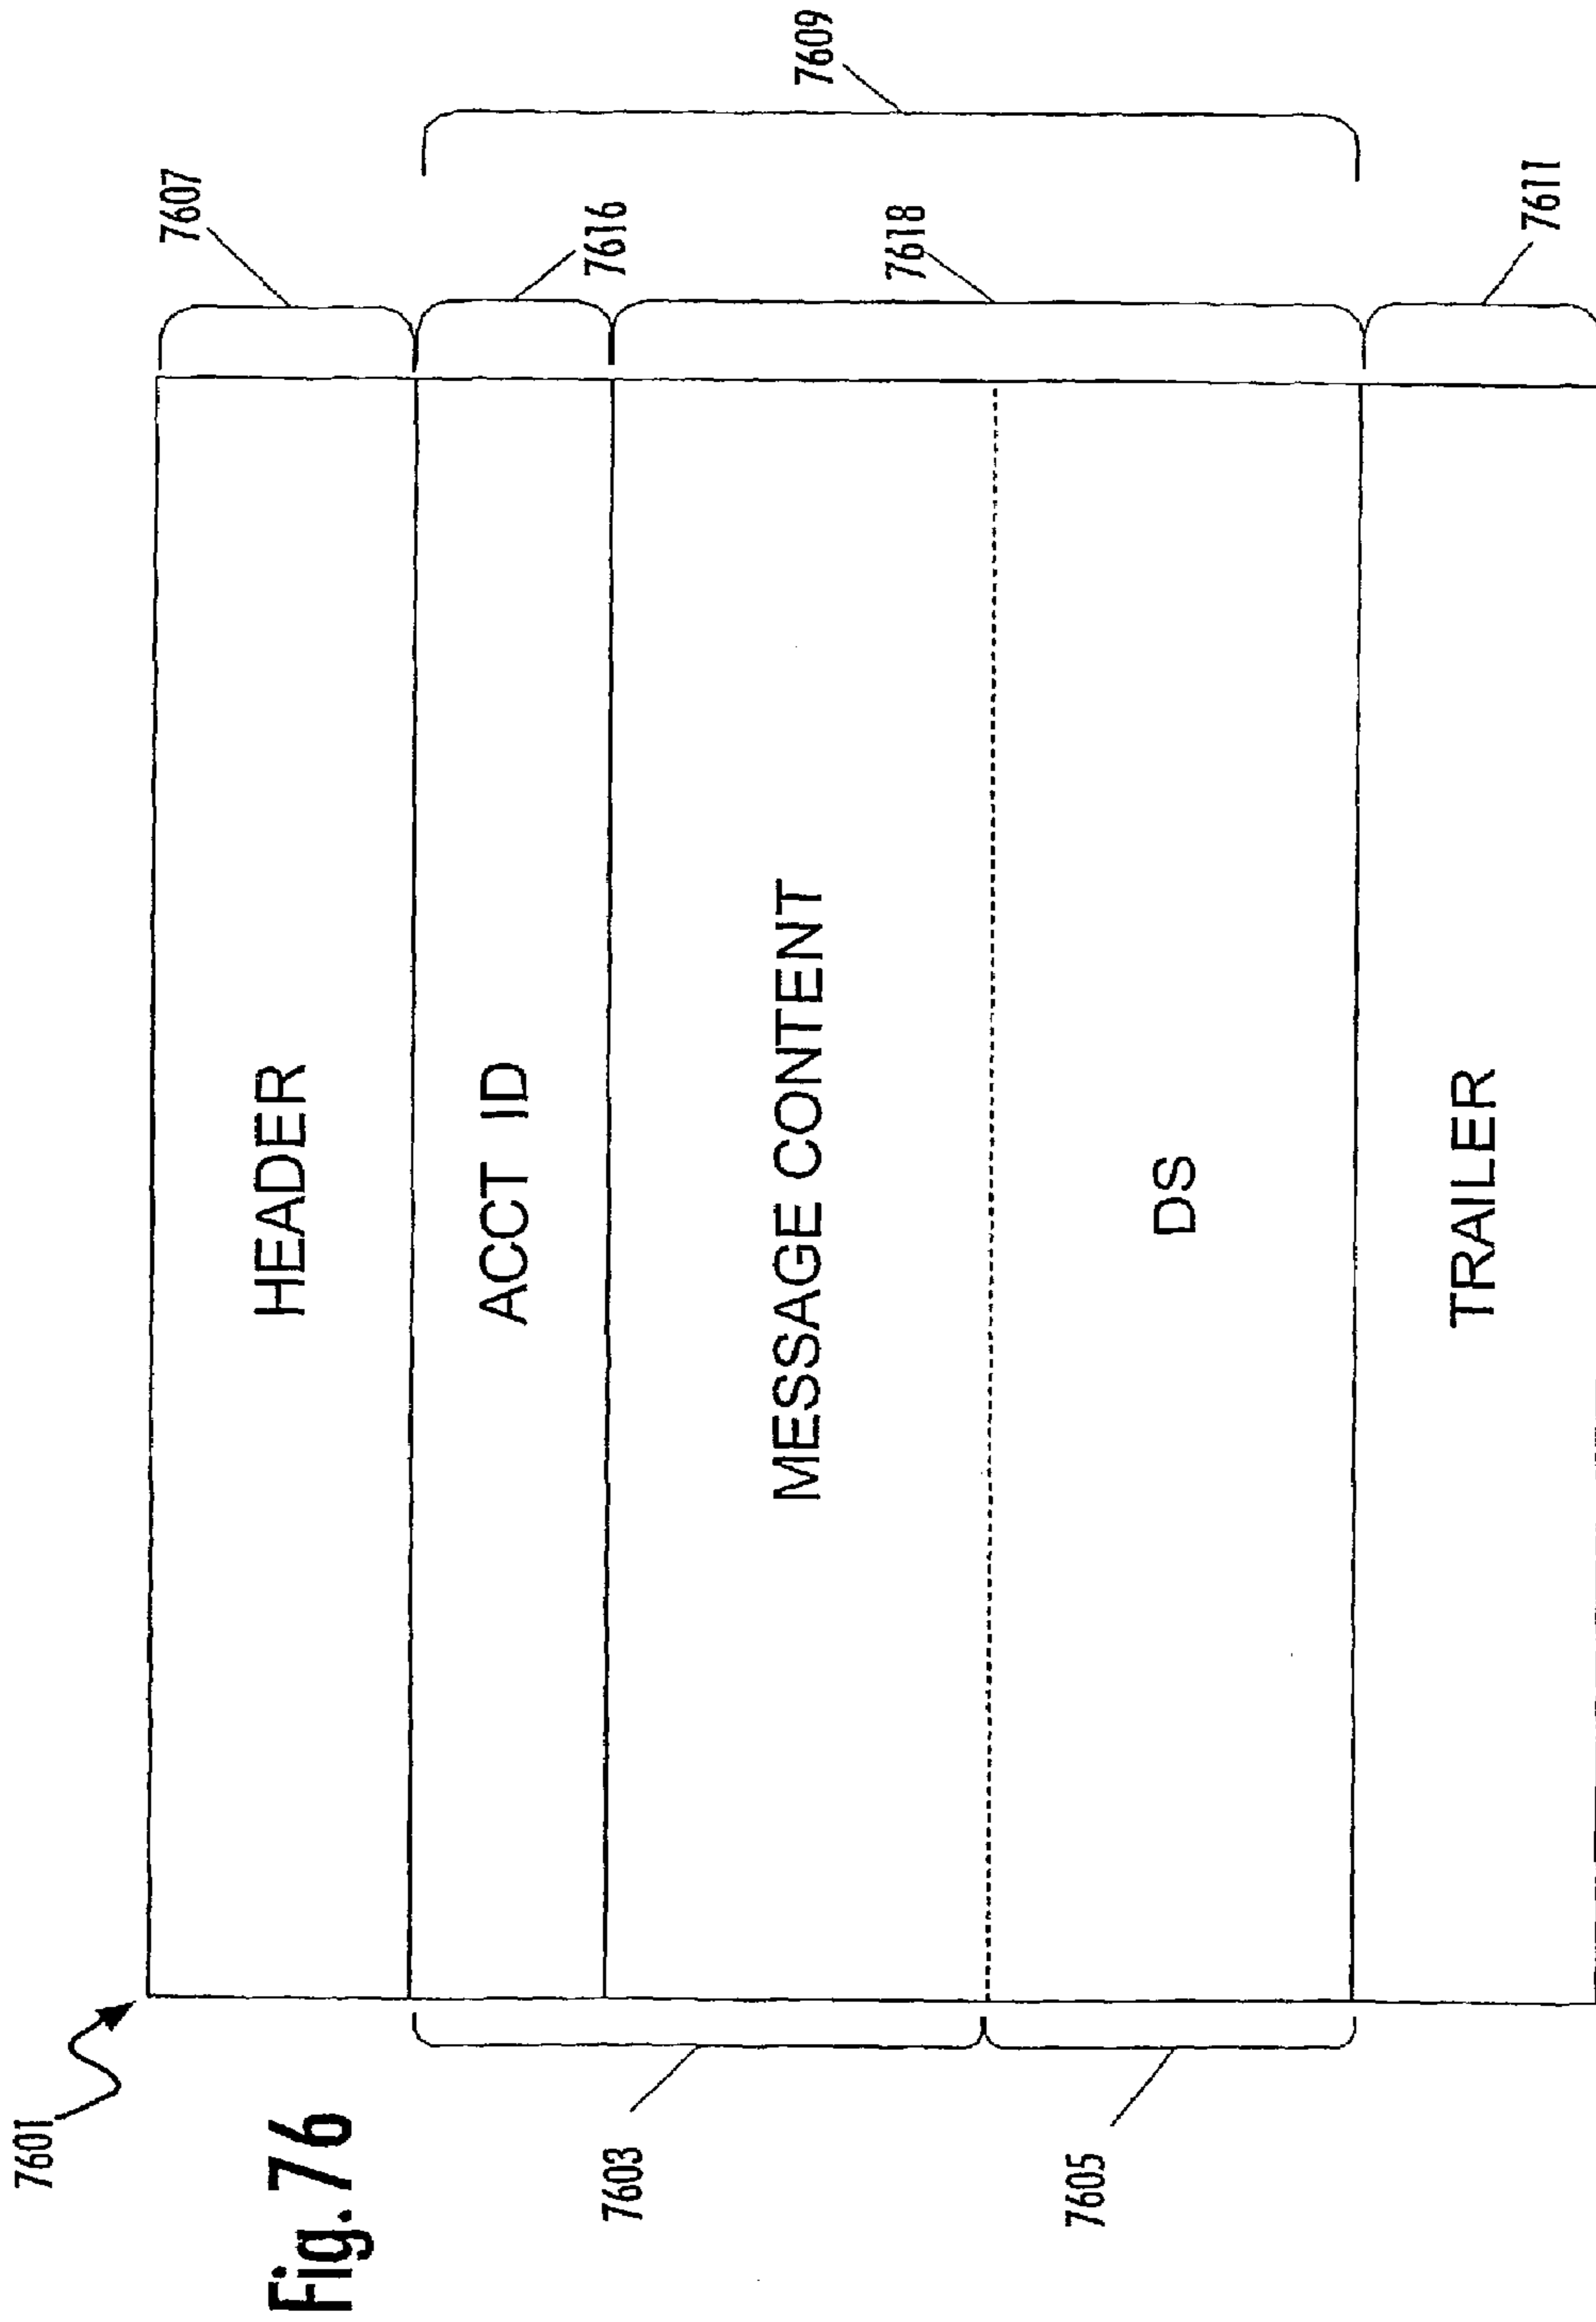 7601
Fig. 76
HEADER
7607
ACCT ID
7616
7603
MESSAGE CONTENT
7618
7609
7605
DS
TRAILER
7611